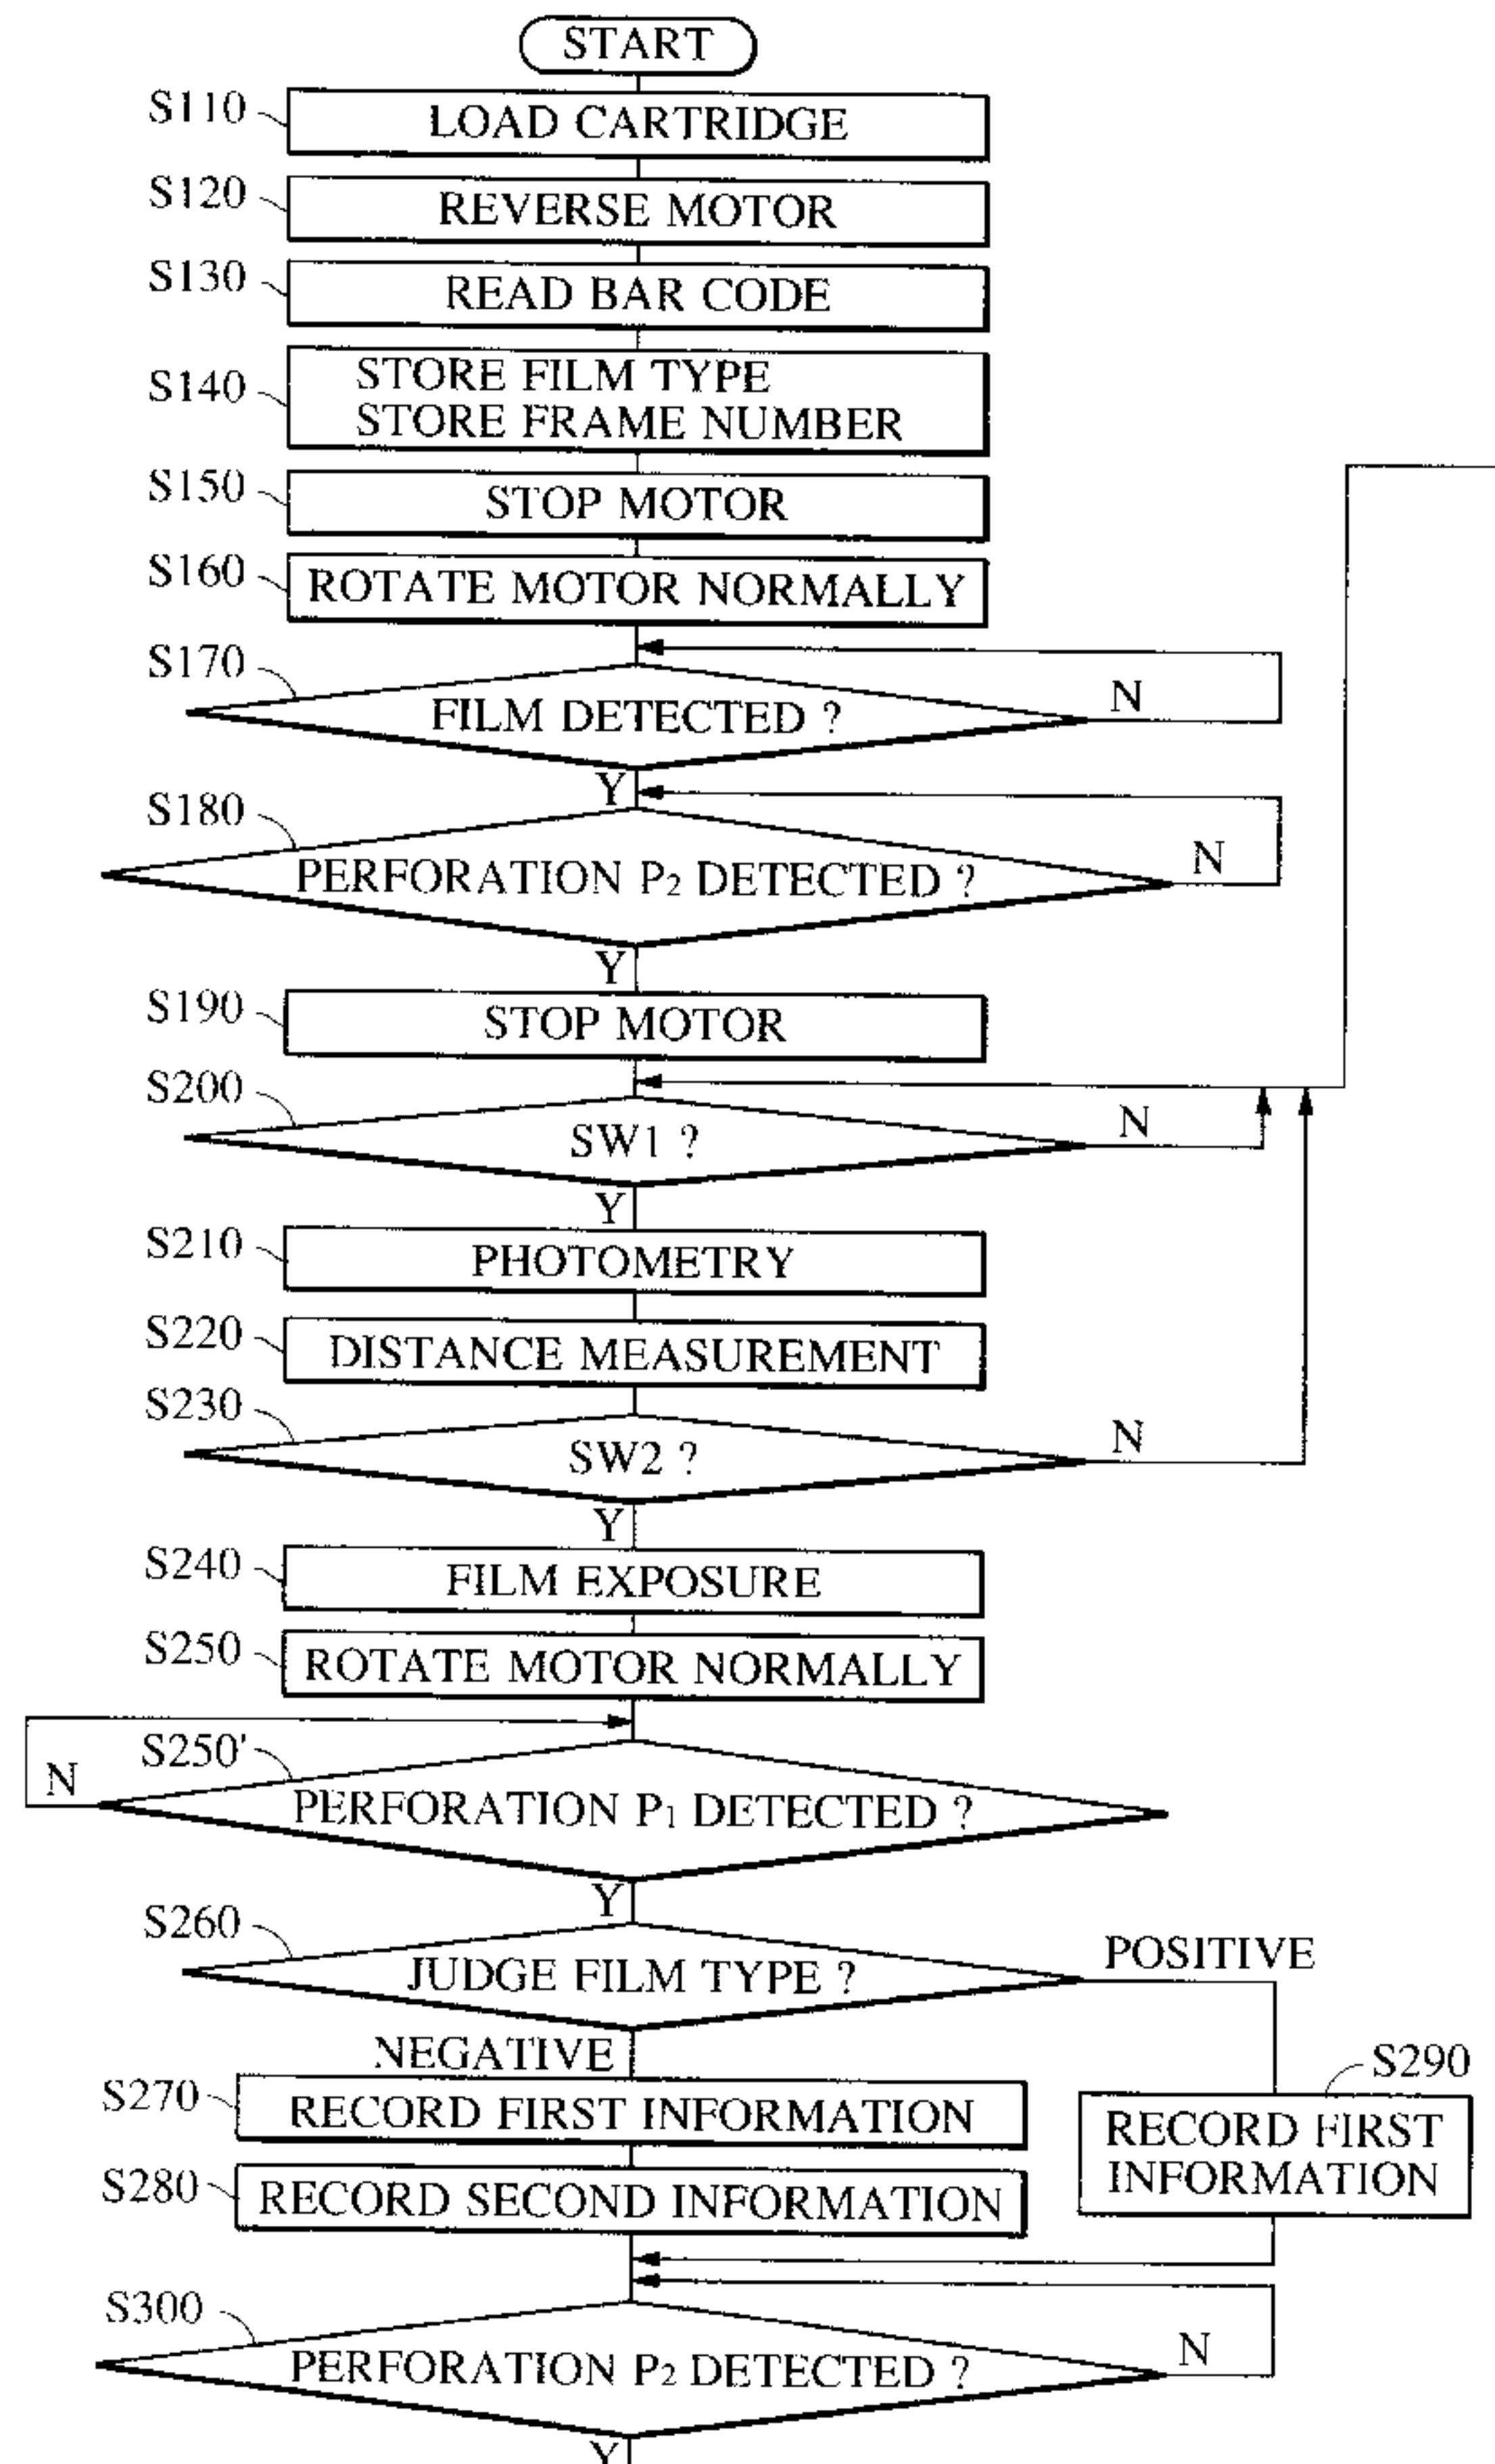 START
S110
LOAD CARTRIDGE
S120
REVERSE MOTOR
S130
READ BAR CODE
S140
STORE FILM TYPE
STORE FRAME NUMBER
S150
STOP MOTOR
S160
ROTATE MOTOR NORMALLY
S170
FILM DETECTED ?
N
Y
S180
PERFORATION P2 DETECTED ?
N
Y
S190
STOP MOTOR
S200
SW1 ?
N
Y
S210
PHOTOMETRY
S220
DISTANCE MEASUREMENT
S230
SW2 ?
N
Y
S240
FILM EXPOSURE
S250
ROTATE MOTOR NORMALLY
S250'
N
PERFORATION P1 DETECTED ?
Y
S260
JUDGE FILM TYPE ?
POSITIVE
NEGATIVE
S270
RECORD FIRST INFORMATION
S290
RECORD FIRST
INFORMATION
S280
RECORD SECOND INFORMATION
S300
PERFORATION P2 DETECTED ?
N
Y